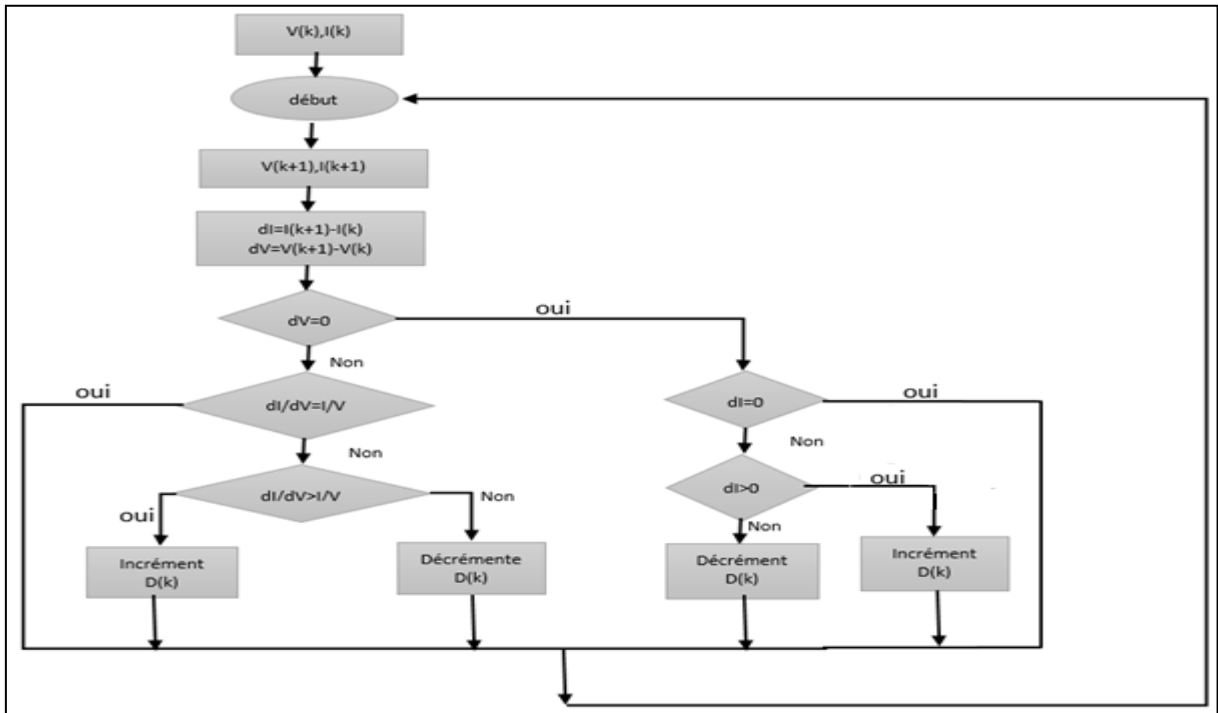 V(k),I(k)
début
V(k+1),I(k+1)
dI=I(k+1)-I(k)
dV=V(k+1)-V(k)
dV=0
oui
Non
oui
dI/dV=I/V
dI=0
oui
Non
Non
dI/dV>I/V
dI>0
oui
oui
Non
Non
Incrément
D(k)
Décrémente
D(k)
Décrément
D(k)
Incrément
D(k)